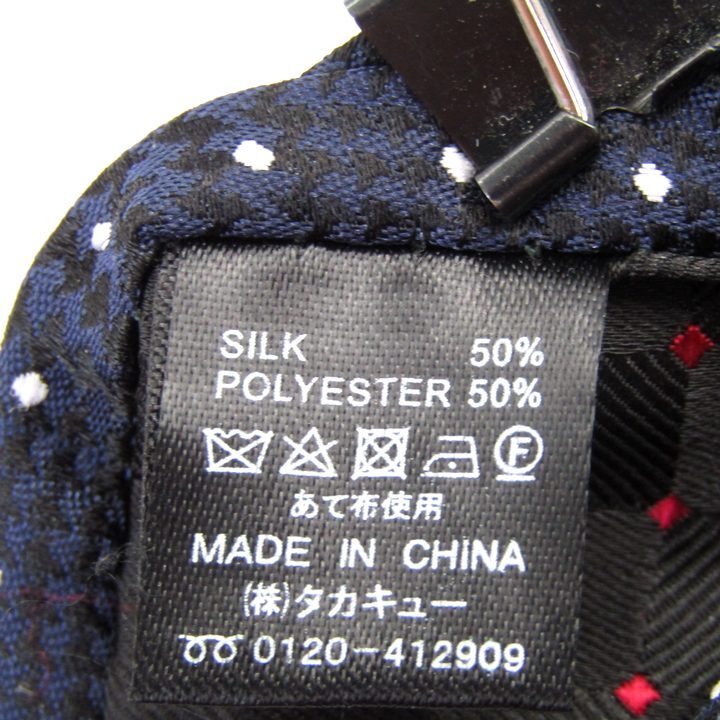 SILK 50%
POLYESTER 50%
F
あて布使用
MADE IN CHINA
(株)タカキュー
0120-412909